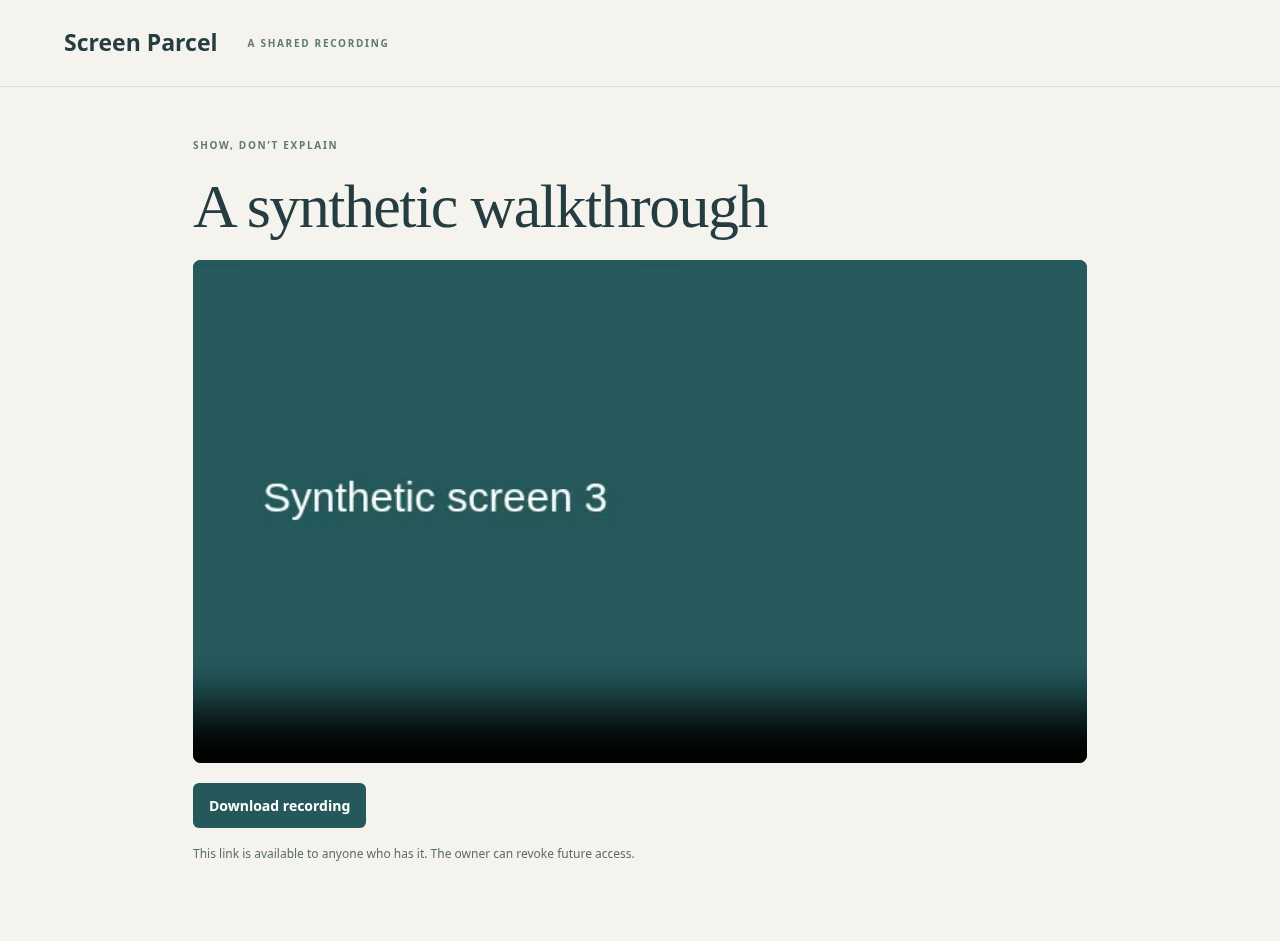 Screen Parcel
A SHARED RECORDING
SHOW, DON’T EXPLAIN
A synthetic walkthrough
Synthetic screen 3
Download recording
This link is available to anyone who has it. The owner can revoke future access.